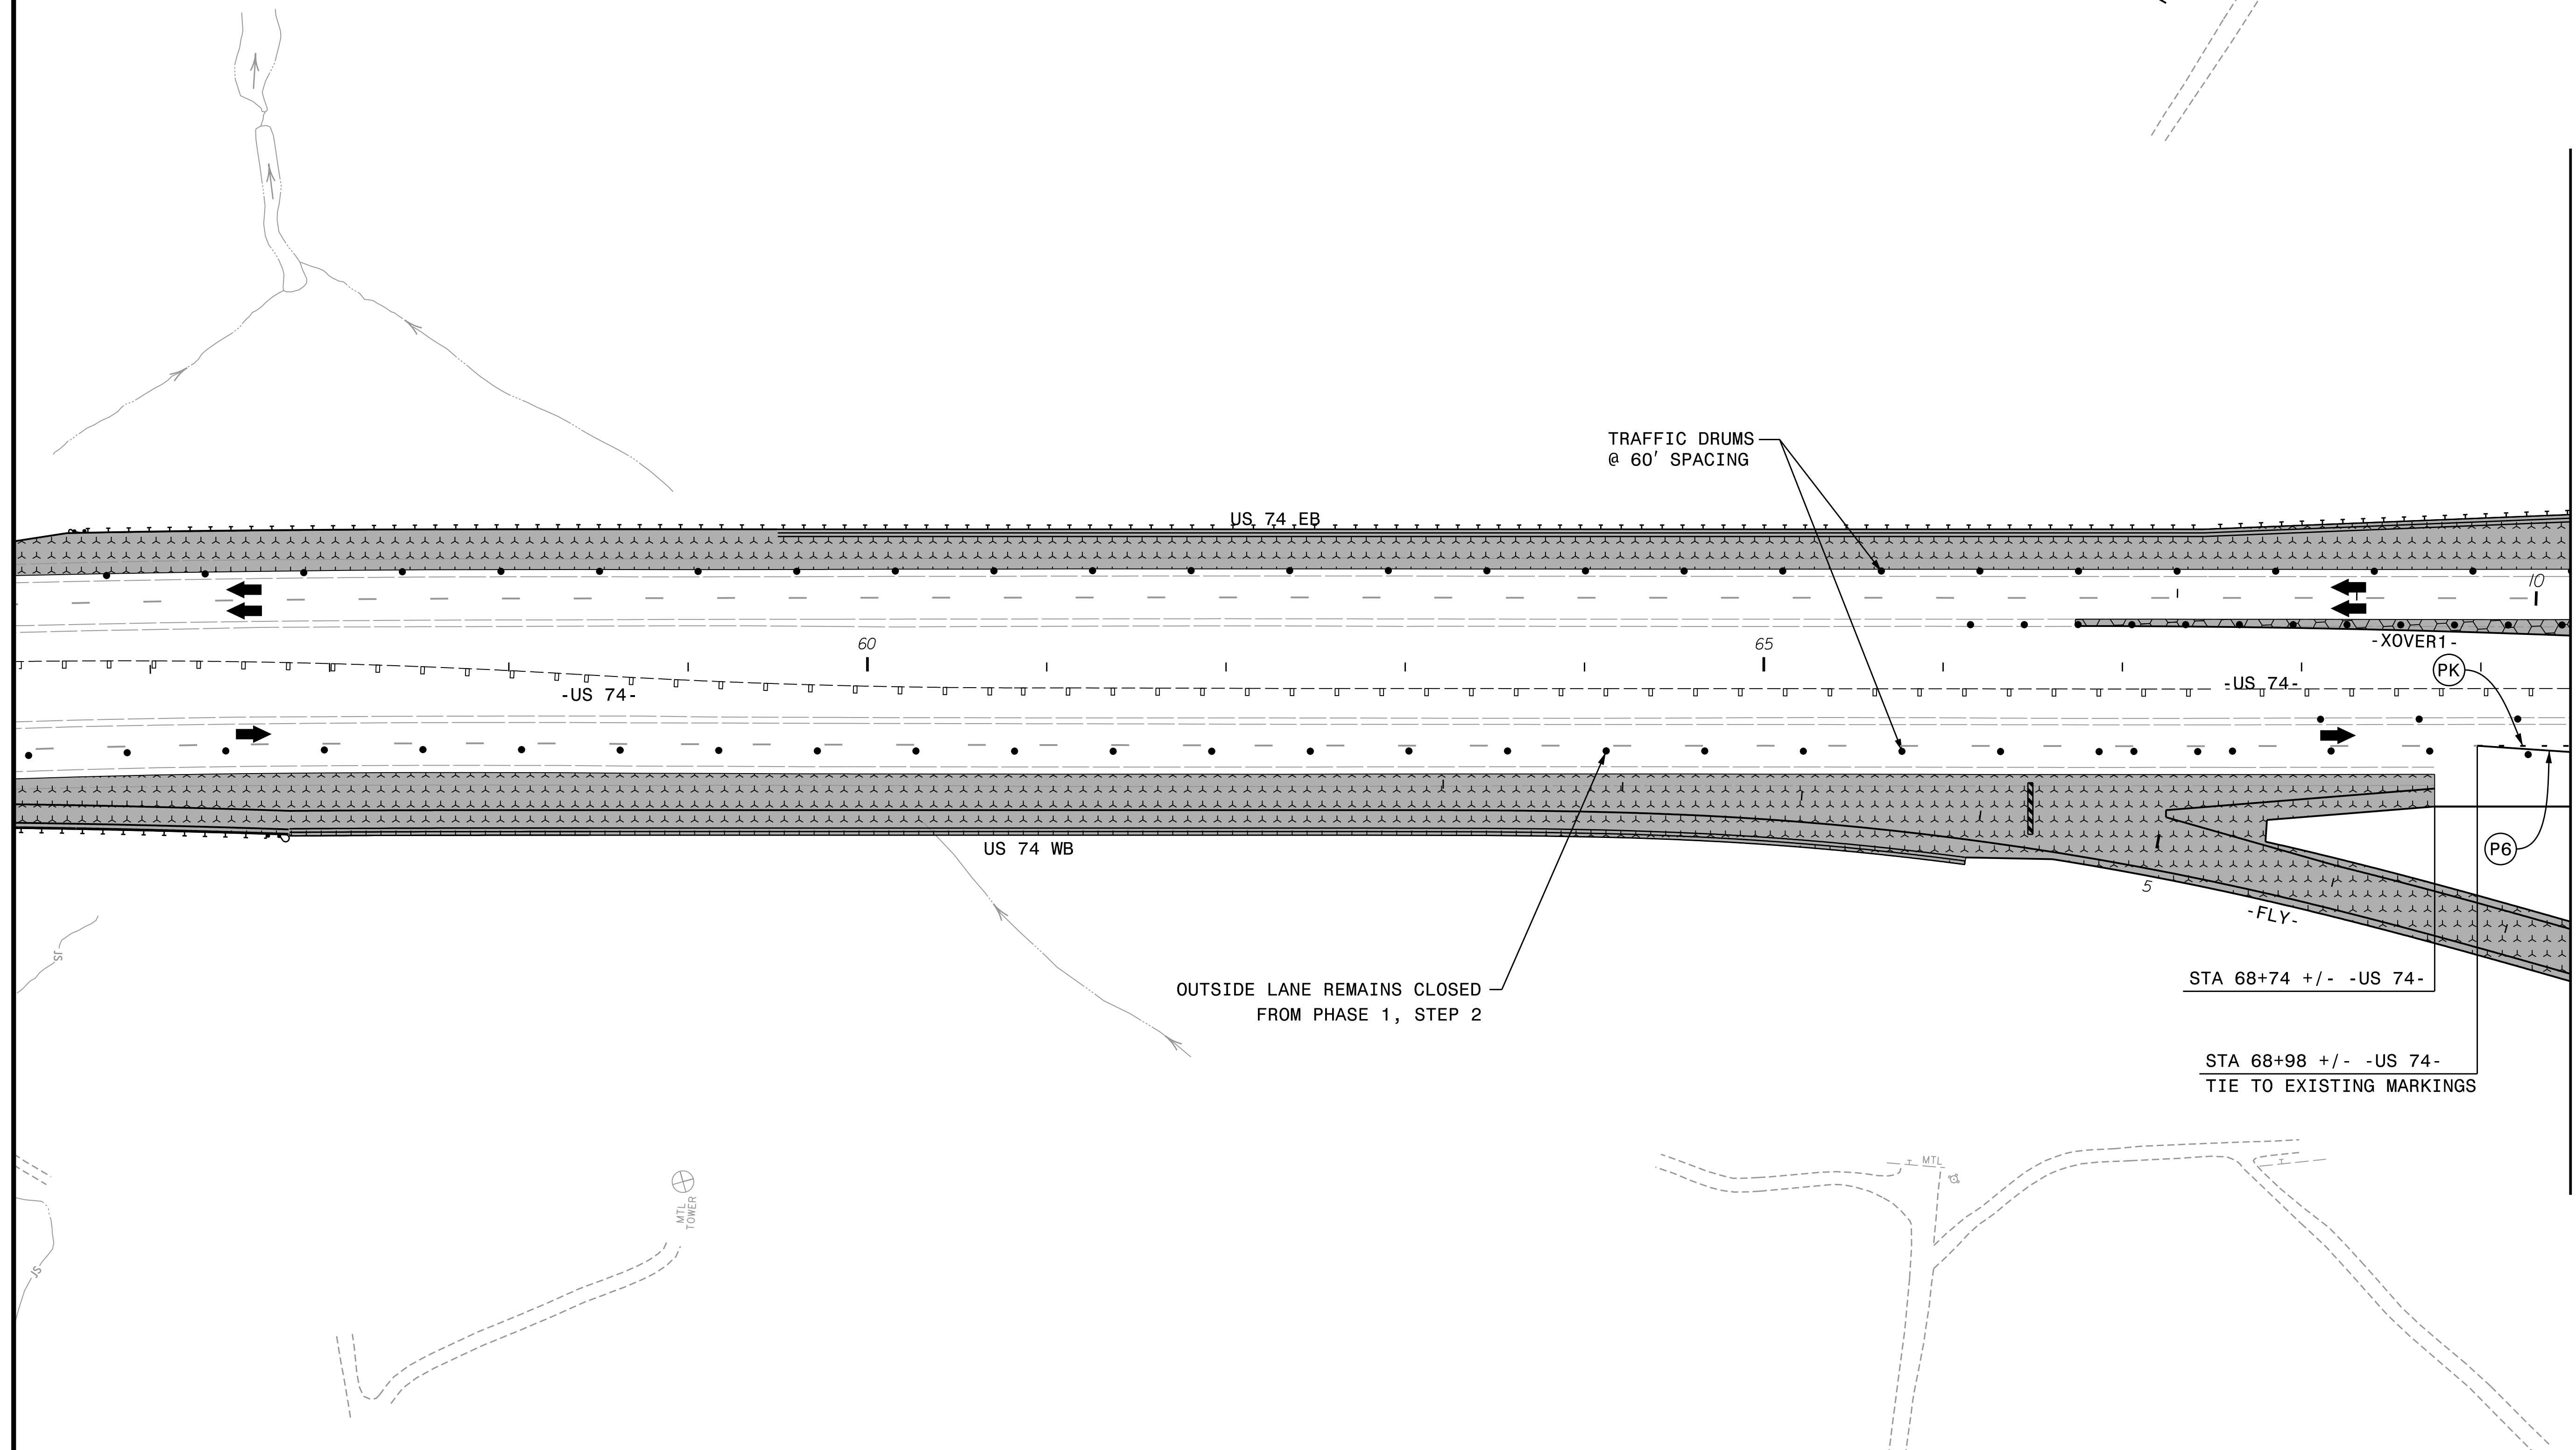 TRAFFIC DRUMS
@ 60' SPACING
US 74 EB
10
60
65
-XOVER1-
PK
-US 74-
-US 74-
US 74 WB
P6
5
-FLY-
JS
STA 68+74 +/- -US 74-
OUTSIDE LANE REMAINS CLOSED
FROM PHASE 1, STEP 2
STA 68+98 +/- -US 74-
TIE TO EXISTING MARKINGS
T
MTL
T
MTL
TOWER
JS